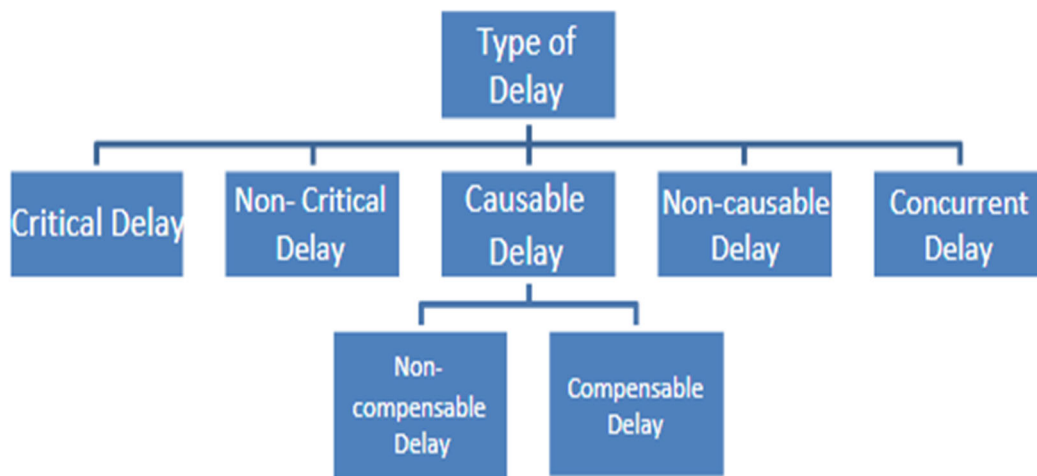 Type of
Delay
Critical Delay
Non- Critical
Delay
Causable
Delay
Non-causable
Delay
Concurrent
Delay
Non-
compensable
Delay
Compensable
Delay